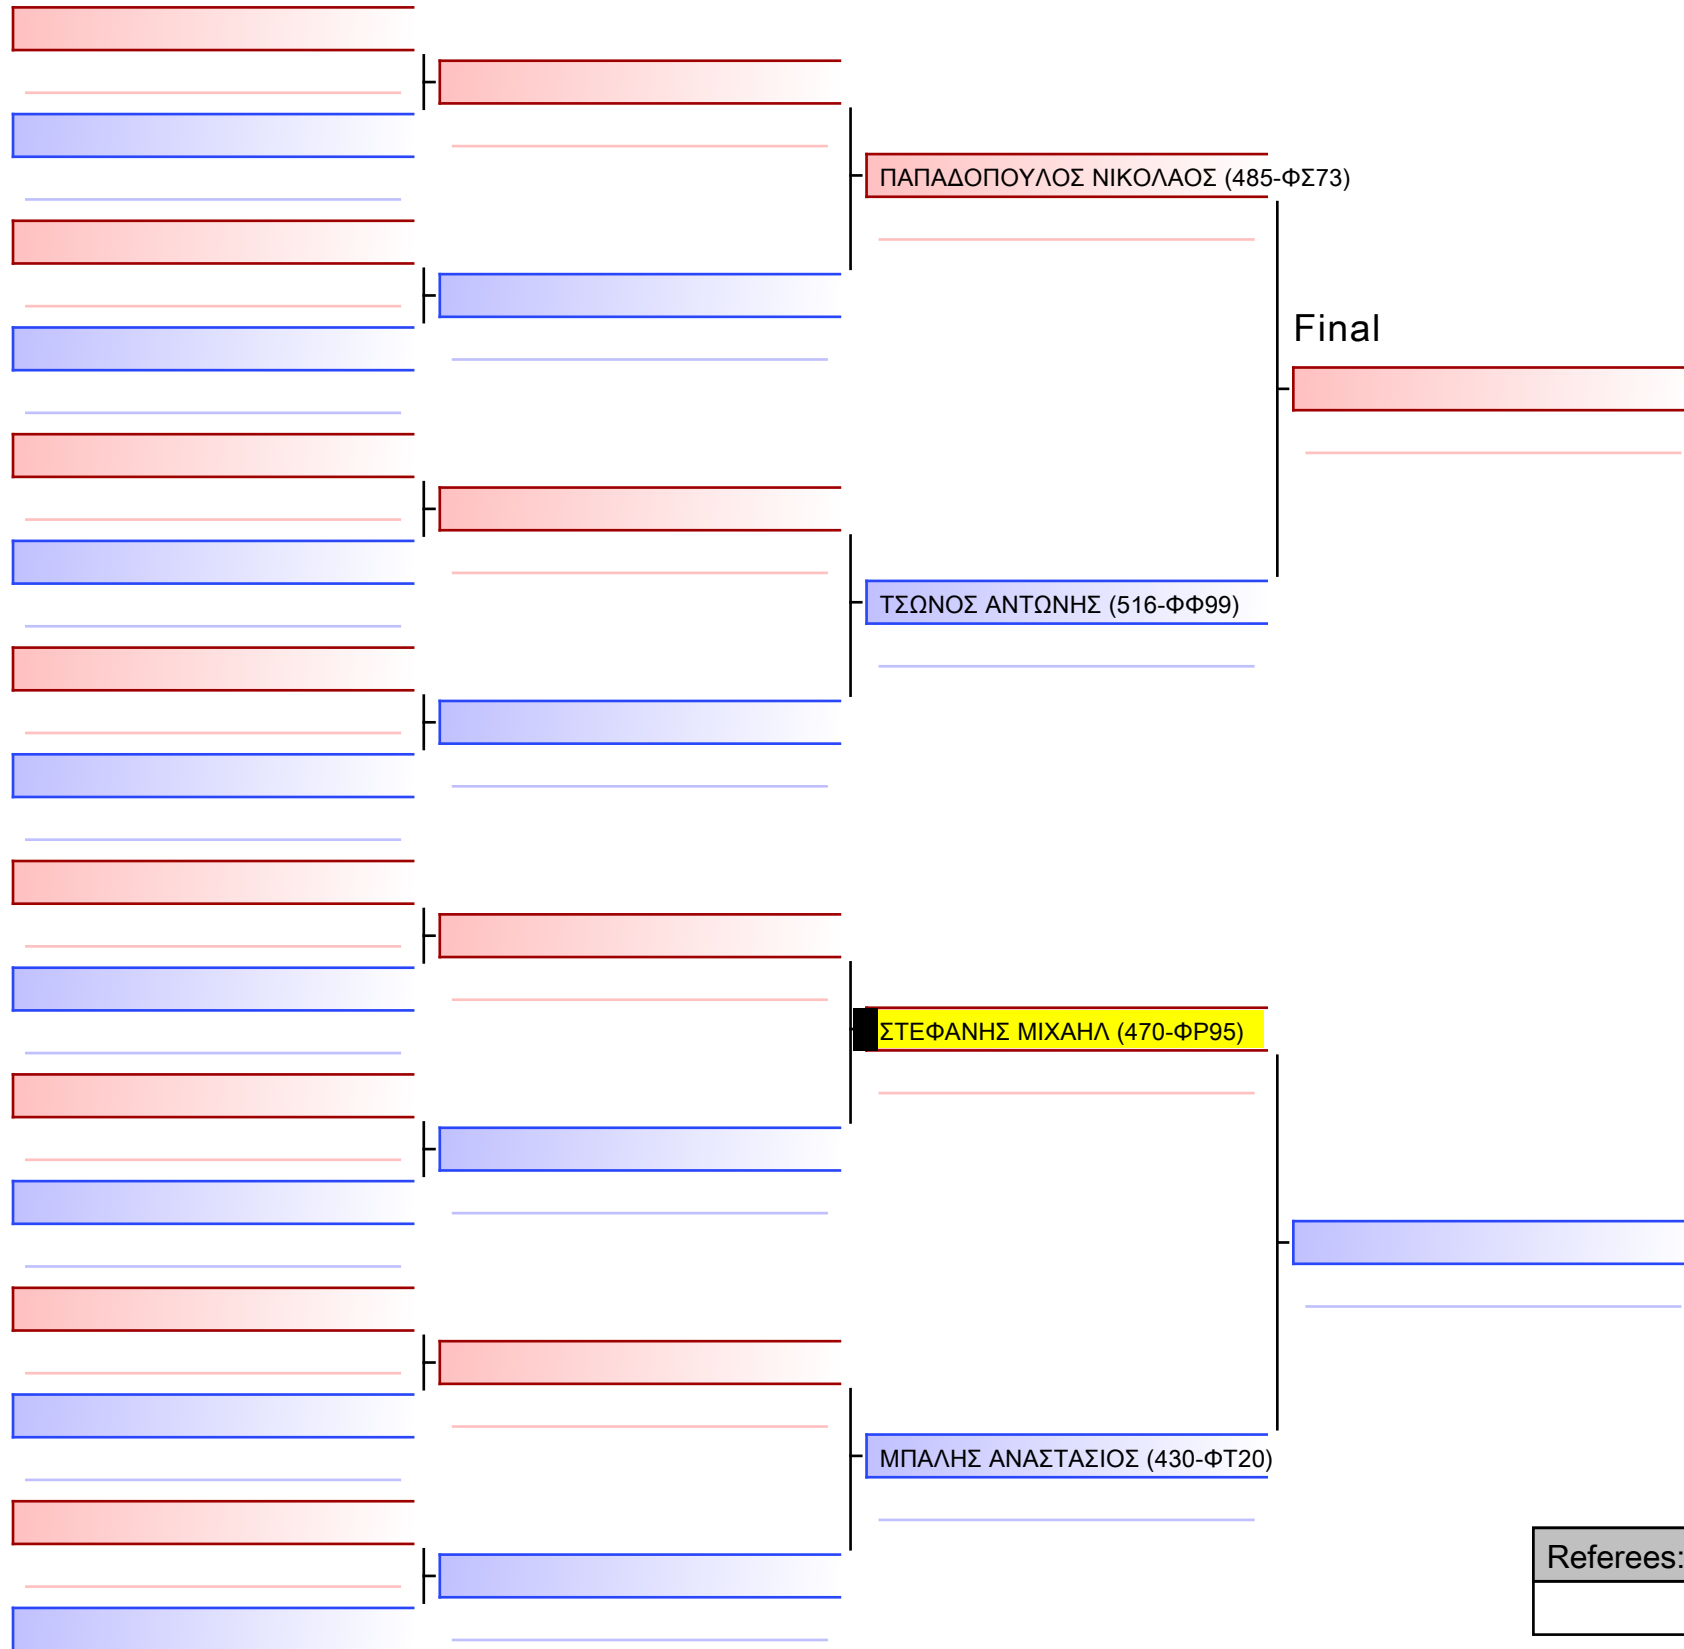 ΠΑΠΑΔΟΠΟΥΛΟΣ ΝΙΚΟΛΑΟΣ (485-ΦΣ73)
Final
ΤΣΩΝΟΣ ΑΝΤΩΝΗΣ (516-ΦΦ99)
ΣΤΕΦΑΝΗΣ ΜΙΧΑΗΛ (470-ΦΡ95)
ΜΠΑΛΗΣ ΑΝΑΣΤΑΣΙΟΣ (430-ΦΤ20)
Referees: